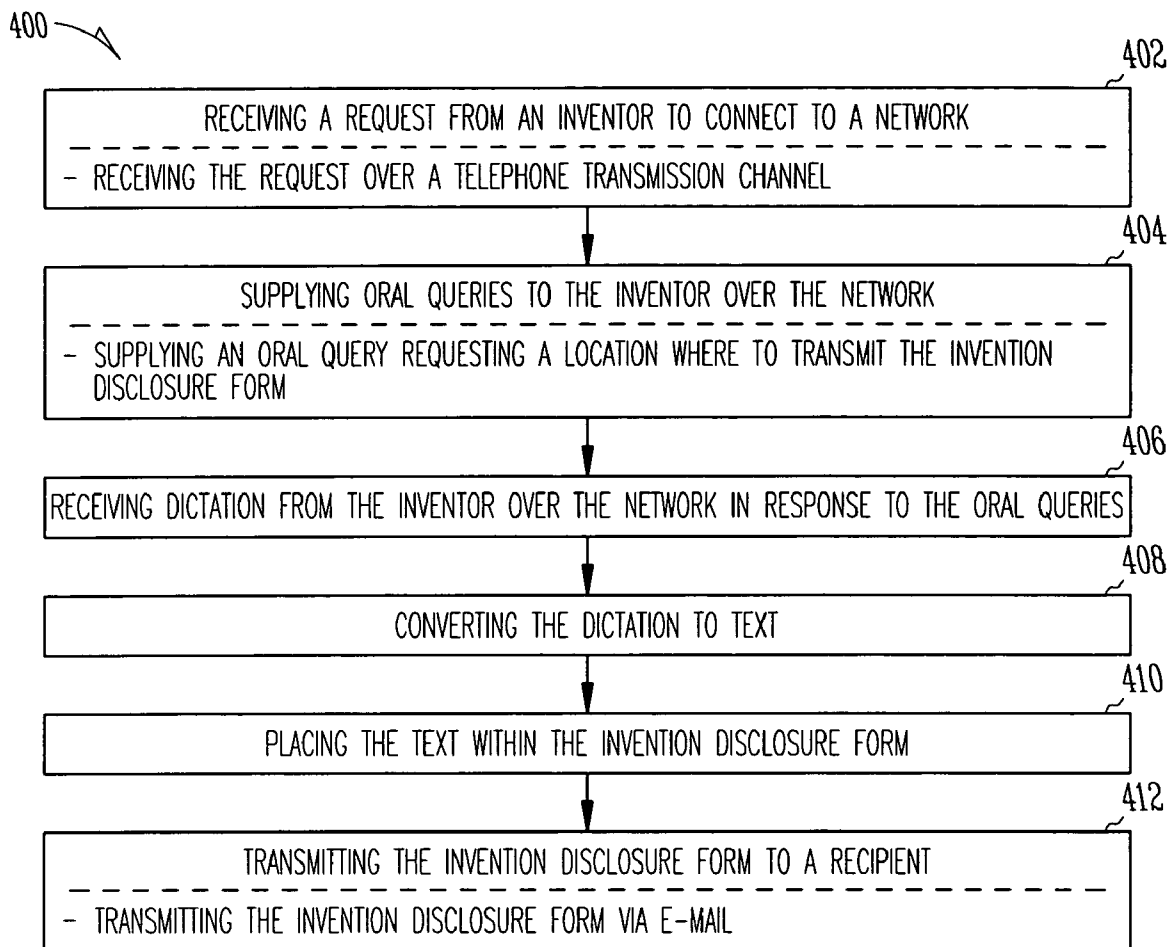 400
402
RECEIVING A REQUEST FROM AN INVENTOR TO CONNECT TO A NETWORK
- RECEIVING THE REQUEST OVER A TELEPHONE TRANSMISSION CHANNEL
404
SUPPLYING ORAL QUERIES TO THE INVENTOR OVER THE NETWORK
- SUPPLYING AN ORAL QUERY REQUESTING A LOCATION WHERE TO TRANSMIT THE INVENTION
DISCLOSURE FORM
406
RECEIVING DICTATION FROM THE INVENTOR OVER THE NETWORK IN RESPONSE TO THE ORAL QUERIES
408
CONVERTING THE DICTATION TO TEXT
410
PLACING THE TEXT WITHIN THE INVENTION DISCLOSURE FORM
412
TRANSMITTING THE INVENTION DISCLOSURE FORM TO A RECIPIENT
- TRANSMITTING THE INVENTION DISCLOSURE FORM VIA E-MAIL